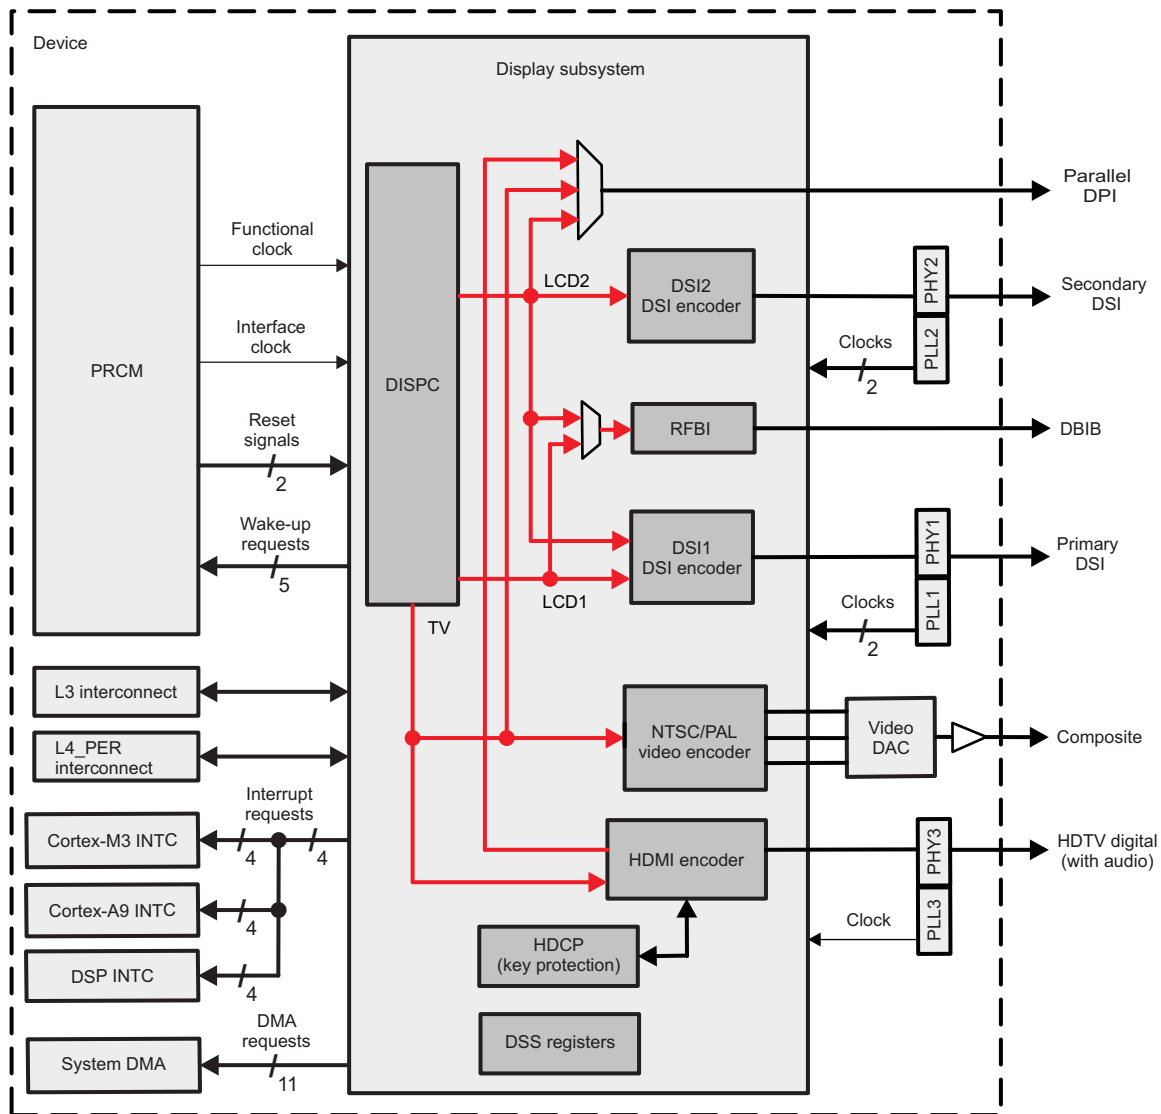 Device
Display subsystem
PRCM
Functional
clock
Interface
clock
Reset
signals
2
Wake-up
requests
5
DISPC
LCD2
LCD1
TV
DSI2
DSI encoder
RFBI
DSI1
DSI encoder
NTSC/PAL
video encoder
HDMI encoder
HDCP
(key protection)
DSS registers
Parallel
DPI
PHY2
PLL2
Secondary
DSI
Clocks
2
DBIB
PHY1
PLL1
Primary
DSI
Clocks
2
Video
DAC
Composite
PHY3
PLL3
HDTV digital
(with audio)
Clock
L3 interconnect
L4_PER
interconnect
Interrupt
requests
4
4
Cortex-M3 INTC
Cortex-A9 INTC
4
DSP INTC
4
DMA
requests
11
System DMA